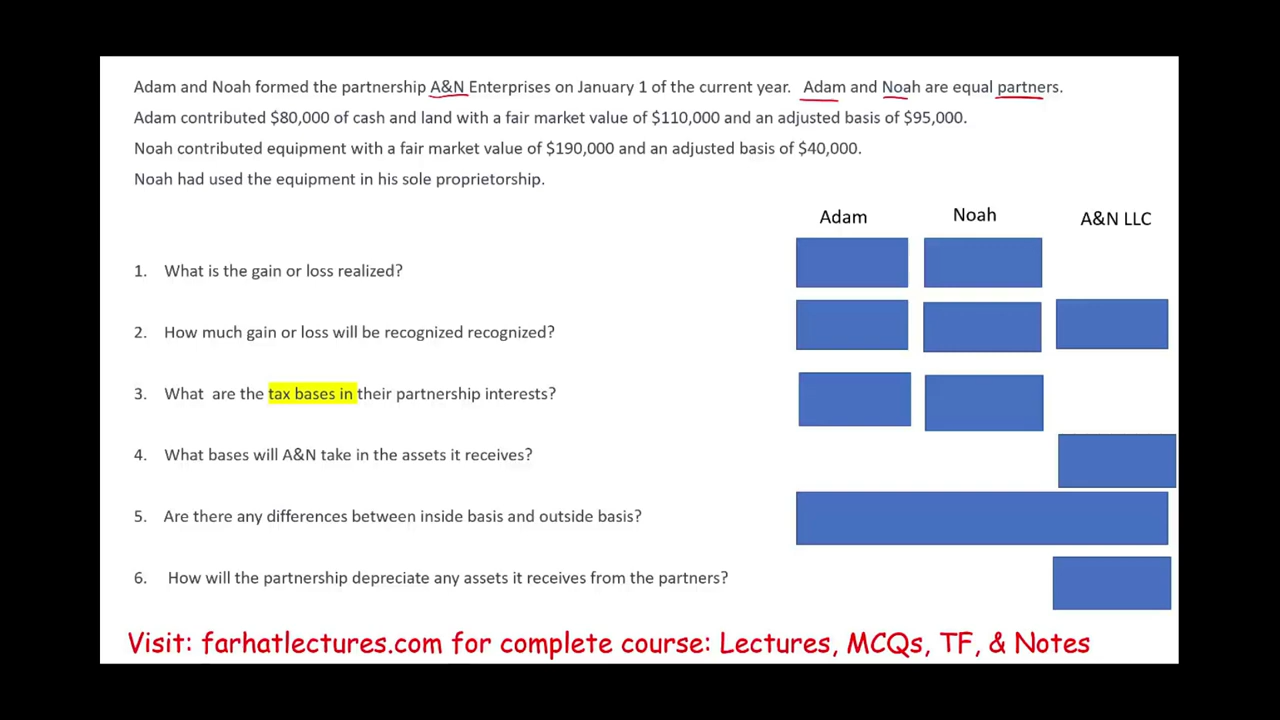 Adam and Noah formed the partnership A&N Enterprises on January 1 of the current year. Adam and Noah are equal partners.
Adam contributed $80,000 of cash and land with a fair market value of $110,000 and an adjusted basis of $95,000.
Noah contributed equipment with a fair market value of $190,000 and an adjusted basis of $40,000.
Noah had used the equipment in his sole proprietorship.
Adam Noah A&N LLC
1. What is the gain or loss realized?
2. How much gain or loss will be recognized recognized?
3. What are the tax bases in their partnership interests?
4. What bases will A&N take in the assets it receives?
5. Are there any differences between inside basis and outside basis?
6. How will the partnership depreciate any assets it receives from the partners?
Visit: farhatlectures.com for complete course: Lectures, MCQs, TF, & Notes